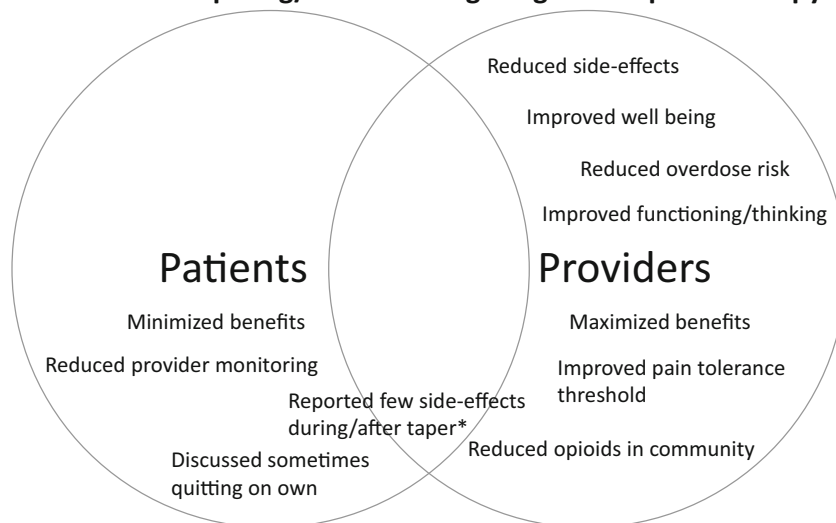 Reduced side-effects
Improved well being
Reduced overdose risk
Improved functioning/thinking
Patients
Providers
Minimized benefits
Maximized benefits
Reduced provider monitoring
Improved pain tolerance
threshold
Reported few side-effects
during/after taper*
Reduced opioids in community
Discussed sometimes
quitting on own